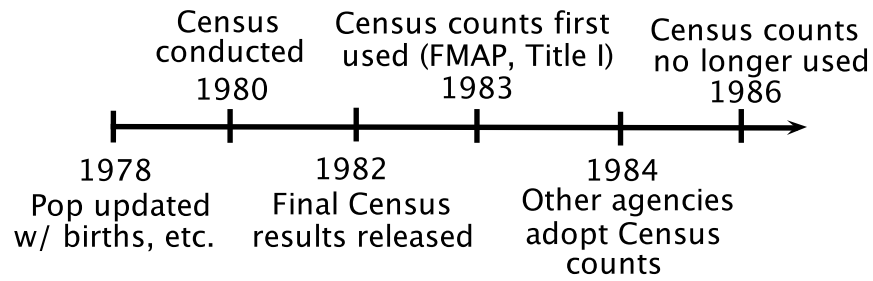 Census
conducted
1980
Census counts first
used (FMAP, Title I)
1983
Census counts
no longer used
1986
1978
Pop updated
w/ births, etc.
1982
Final Census
results released
1984
Other agencies
adopt Census
counts